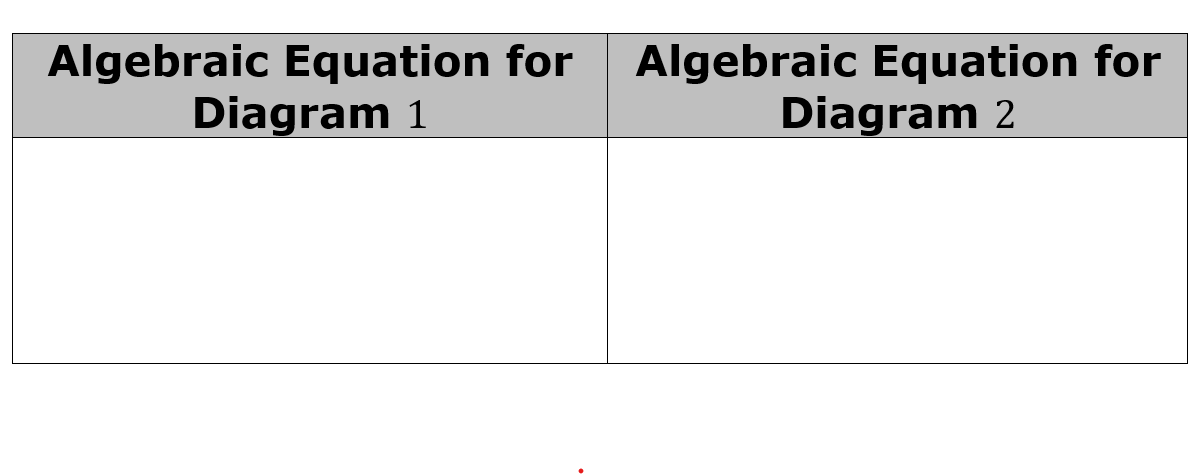 Algebraic Equation for
Diagram 1
Algebraic Equation for
Diagram 2